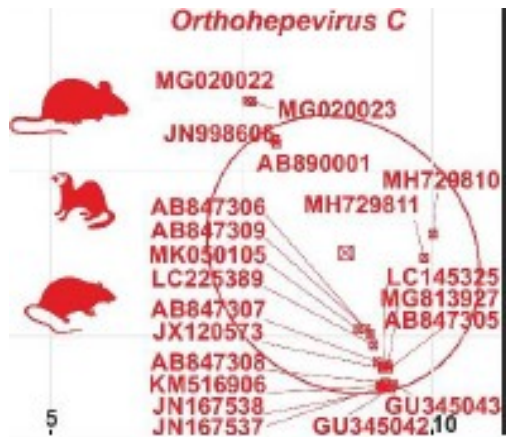 Orthohepevirus C
MG020022
MG020023
JN998606
AB890001
MH729810
MH729811
AB847306
AB847309
MK050105
LC225389
LC145325
MG813927
AB847305
AB847307
JX120573
AB847308
KM516906
JN167538
JN167537
GU345043
GU345042
5
10